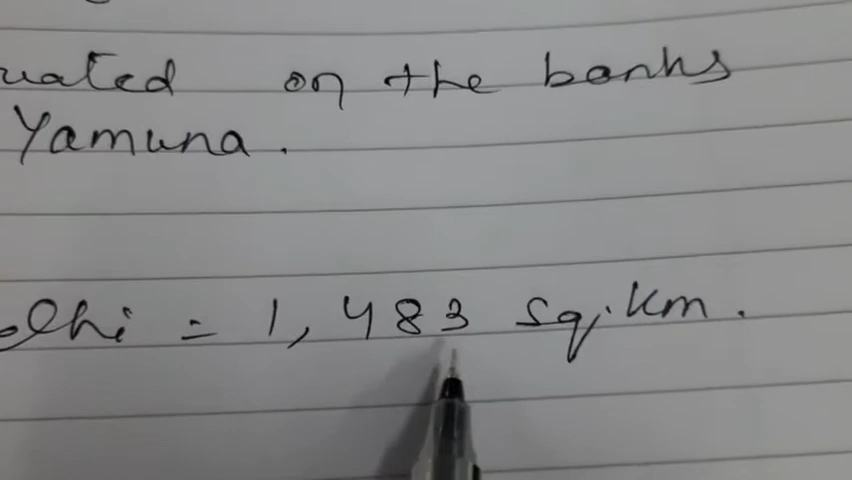 uated on the banks
Yamuna.
elhi = 1,483 sq.km.